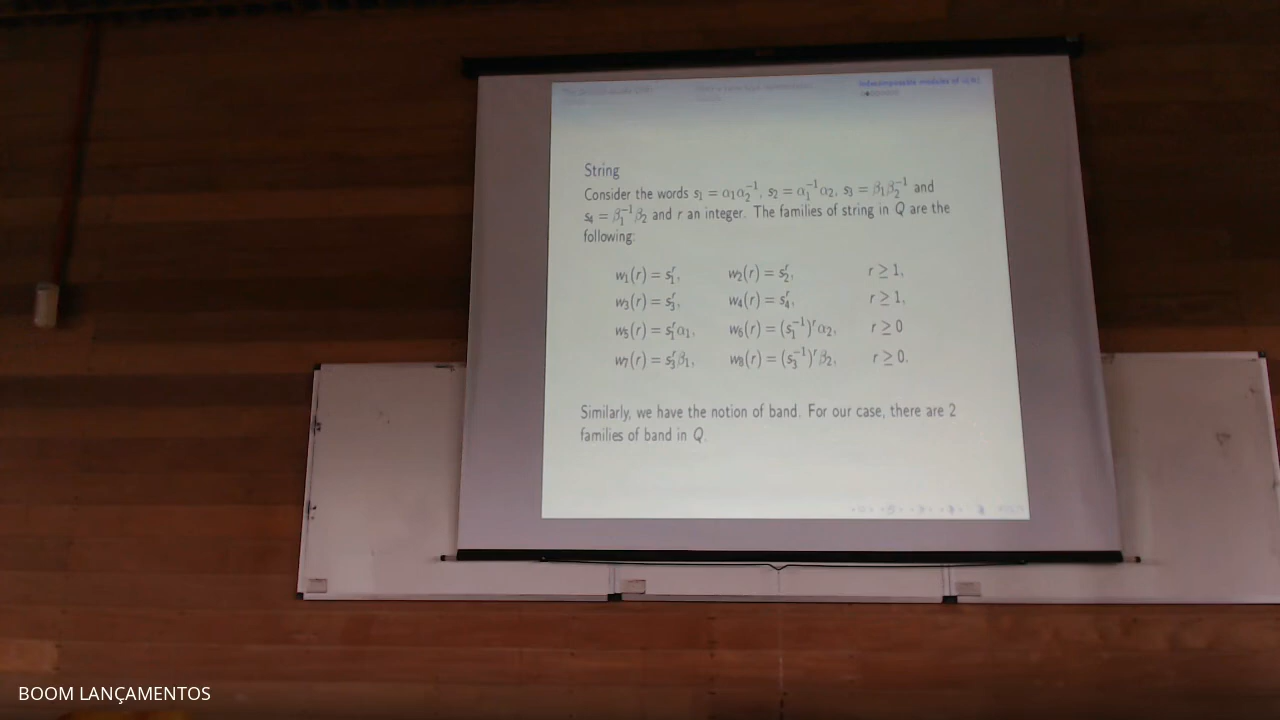 Indecomposable modules of
String
Consider the words s₁ = α₁α₂⁻¹, s₂ = α₁⁻¹α₂, s₃ = β₁β₂⁻¹ and
s₄ = β₁⁻¹β₂ and r an integer. The families of string in Q are the
following:
w₁(r) = s₁ʳ, w₂(r) = s₂ʳ, r ≥ 1,
w₃(r) = s₃ʳ, w₄(r) = s₄ʳ, r ≥ 1,
w₅(r) = s₁ʳα₁, w₆(r) = (s₁⁻¹)ʳα₂, r ≥ 0
w₇(r) = s₃ʳβ₁, w₈(r) = (s₃⁻¹)ʳβ₂, r ≥ 0.
Similarly, we have the notion of band. For our case, there are 2
families of band in Q.
BOOM LANÇAMENTOS